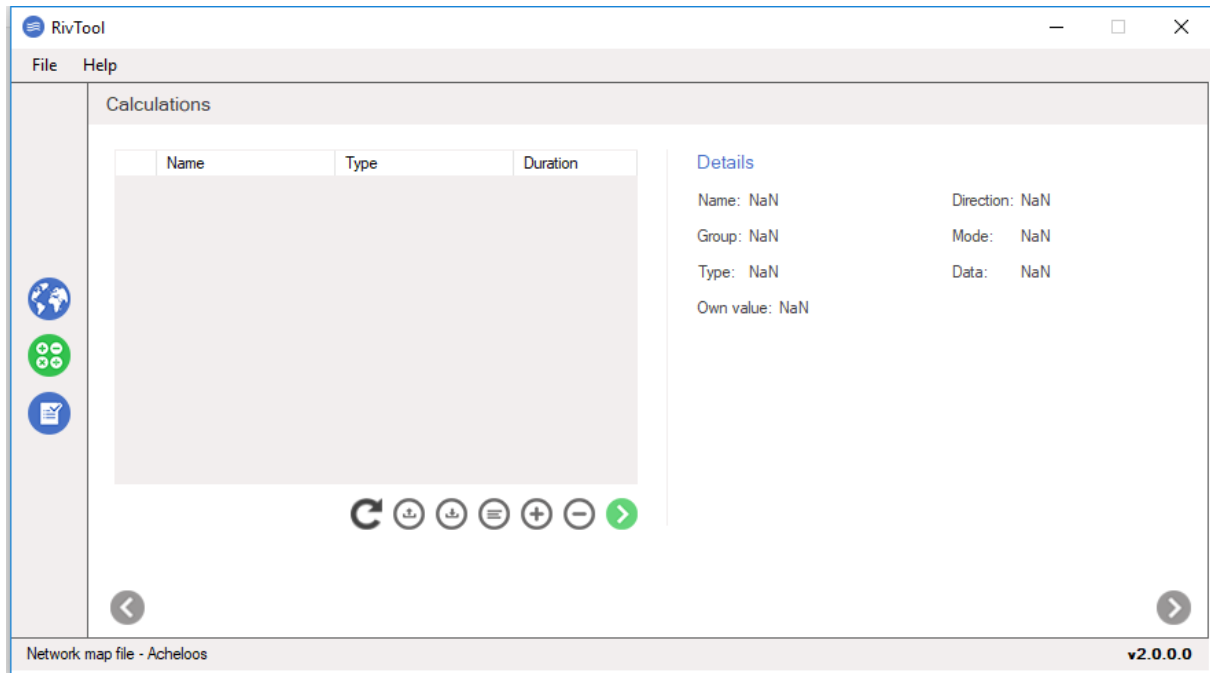 RivTool
File Help
Calculations
Name Type Duration
Details
Name: NaN Direction: NaN
Group: NaN Mode: NaN
Type: NaN Data: NaN
Own value: NaN
Network map file - Acheloos v2.0.0.0